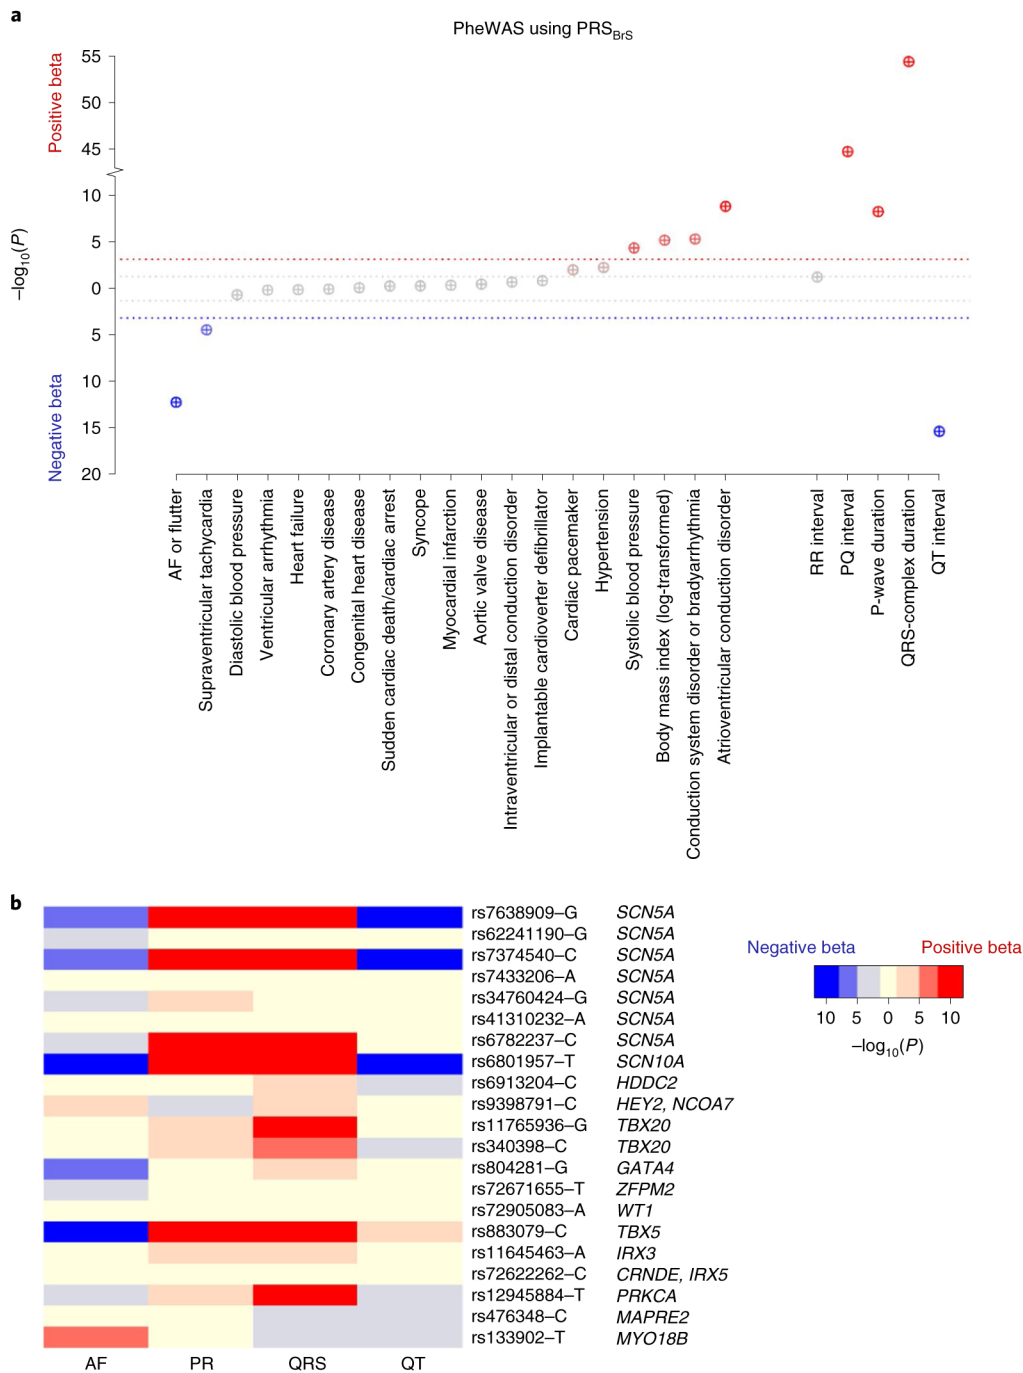 a
PheWAS using PRS_BrS
Positive beta
Negative beta
–log10(P)
55
50
45
10
5
0
5
10
15
20
AF or flutter
Supraventricular tachycardia
Diastolic blood pressure
Ventricular arrhythmia
Heart failure
Coronary artery disease
Congenital heart disease
Sudden cardiac death/cardiac arrest
Syncope
Myocardial infarction
Aortic valve disease
Intraventricular or distal conduction disorder
Implantable cardioverter defibrillator
Cardiac pacemaker
Hypertension
Systolic blood pressure
Body mass index (log-transformed)
Conduction system disorder or bradyarrhythmia
Atrioventricular conduction disorder
RR interval
PQ interval
P-wave duration
QRS-complex duration
QT interval
b
rs7638909–G SCN5A
rs62241190–G SCN5A
rs7374540–C SCN5A
rs7433206–A SCN5A
rs34760424–G SCN5A
rs41310232–A SCN5A
rs6782237–C SCN5A
rs6801957–T SCN10A
rs6913204–C HDDC2
rs9398791–C HEY2, NCOA7
rs11765936–G TBX20
rs340398–C TBX20
rs804281–G GATA4
rs72671655–T ZFPM2
rs72905083–A WT1
rs883079–C TBX5
rs11645463–A IRX3
rs72622262–C CRNDE, IRX5
rs12945884–T PRKCA
rs476348–C MAPRE2
rs133902–T MYO18B
AF PR QRS QT
Negative beta Positive beta
10 5 0 5 10
–log10(P)